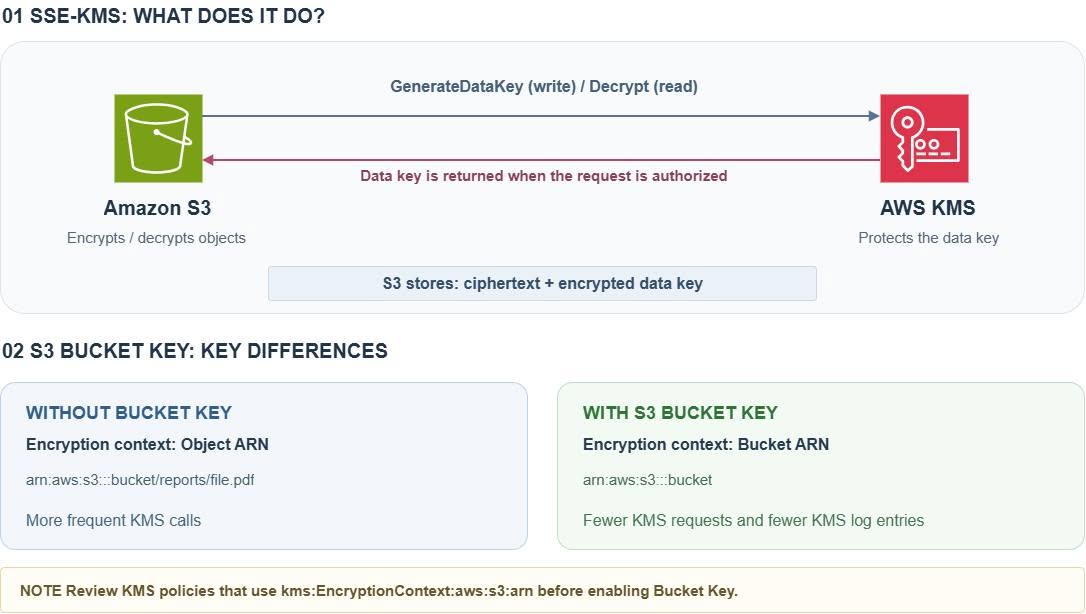 01 SSE-KMS: WHAT DOES IT DO?
GenerateDataKey (write) / Decrypt (read)
Data key is returned when the request is authorized
Amazon S3
Encrypts / decrypts objects
AWS KMS
Protects the data key
S3 stores: ciphertext + encrypted data key
02 S3 BUCKET KEY: KEY DIFFERENCES
WITHOUT BUCKET KEY
Encryption context: Object ARN
arn:aws:s3:::bucket/reports/file.pdf
More frequent KMS calls
WITH S3 BUCKET KEY
Encryption context: Bucket ARN
arn:aws:s3:::bucket
Fewer KMS requests and fewer KMS log entries
NOTE Review KMS policies that use kms:EncryptionContext:aws:s3:arn before enabling Bucket Key.